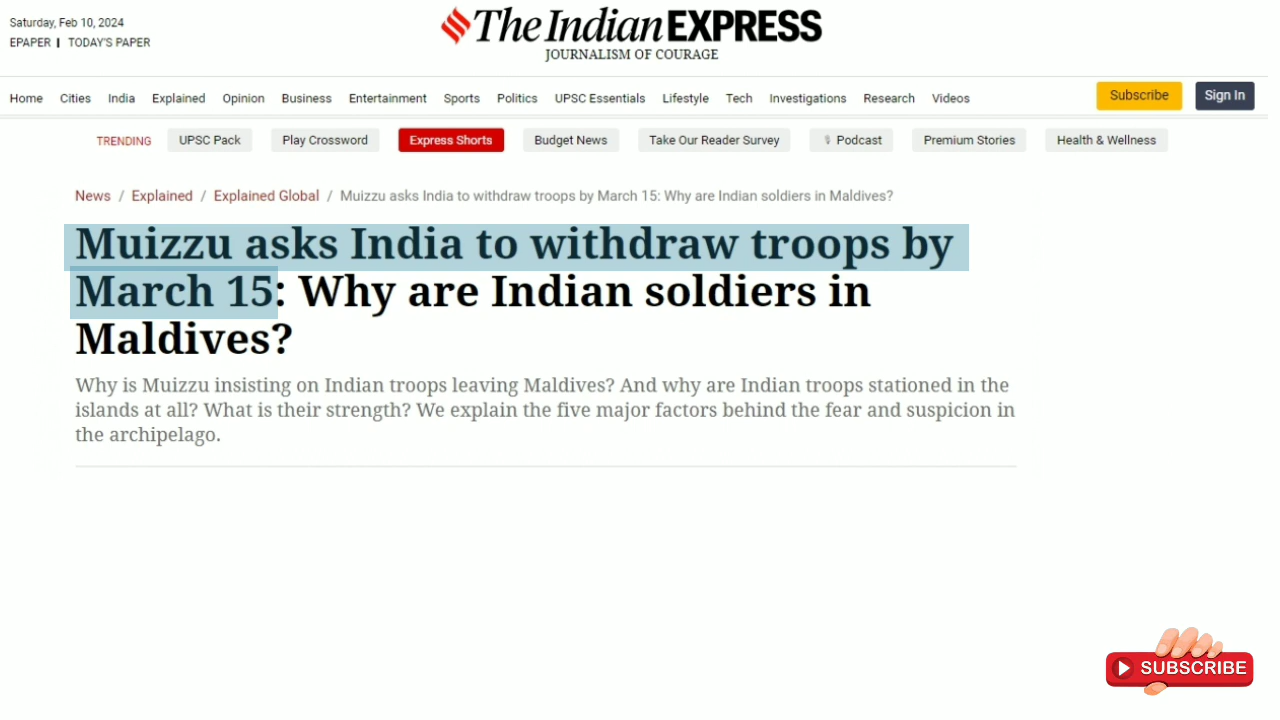 Saturday, Feb 10, 2024
EPAPER | TODAY'S PAPER
The Indian EXPRESS
JOURNALISM OF COURAGE
Home Cities India Explained Opinion Business Entertainment Sports Politics UPSC Essentials Lifestyle Tech Investigations Research Videos Subscribe Sign In
TRENDING UPSC Pack Play Crossword Express Shorts Budget News Take Our Reader Survey Podcast Premium Stories Health & Wellness
News / Explained / Explained Global / Muizzu asks India to withdraw troops by March 15: Why are Indian soldiers in Maldives?
Muizzu asks India to withdraw troops by
March 15: Why are Indian soldiers in
Maldives?
Why is Muizzu insisting on Indian troops leaving Maldives? And why are Indian troops stationed in the
islands at all? What is their strength? We explain the five major factors behind the fear and suspicion in
the archipelago.
SUBSCRIBE